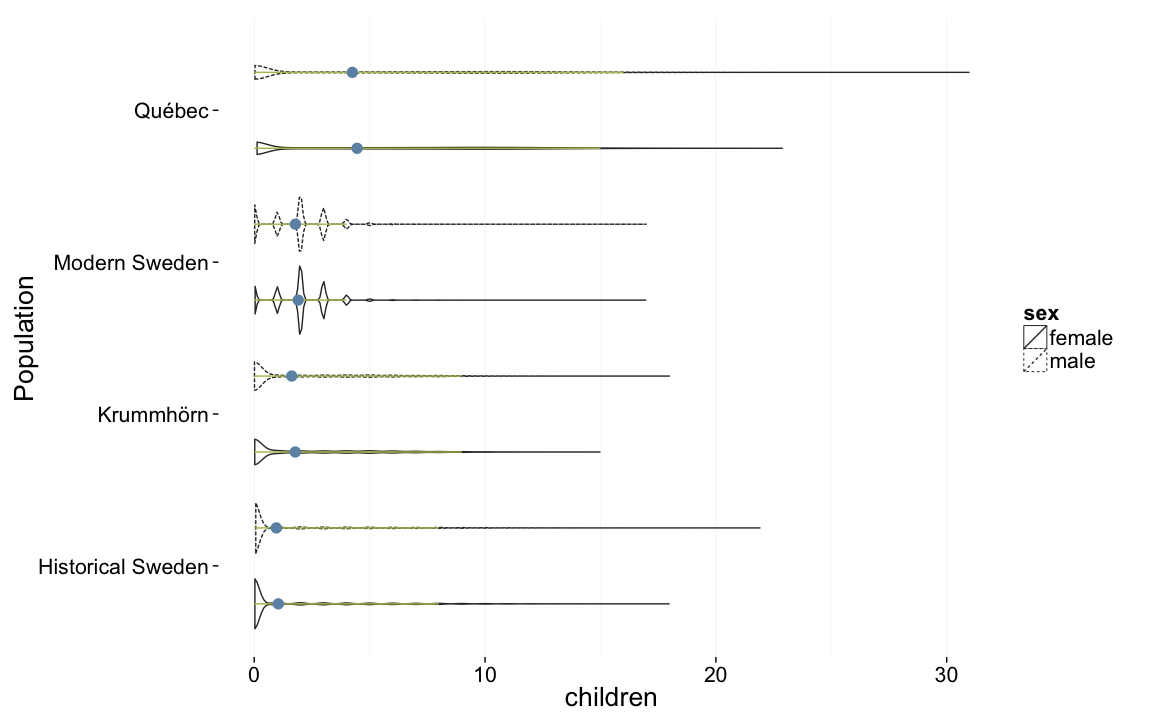 Québec
Modern Sweden
Krummhörn
Historical Sweden
Population
0 10 20 30
children
sex
female
male